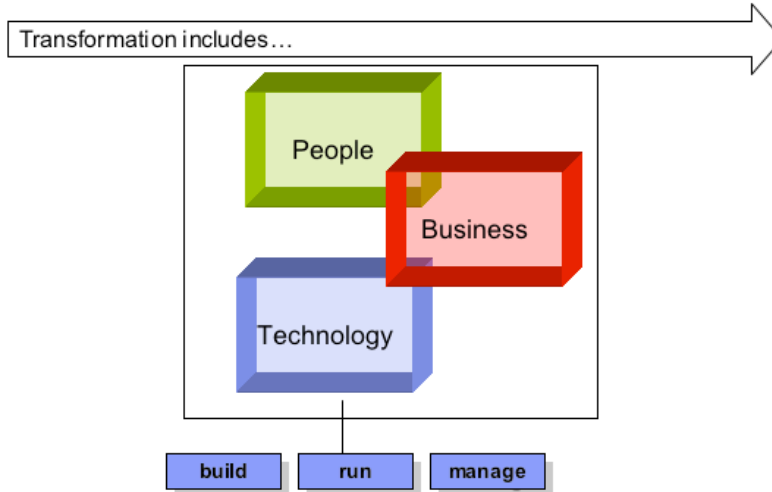 Transformation includes…
People
Business
Technology
build
run
manage